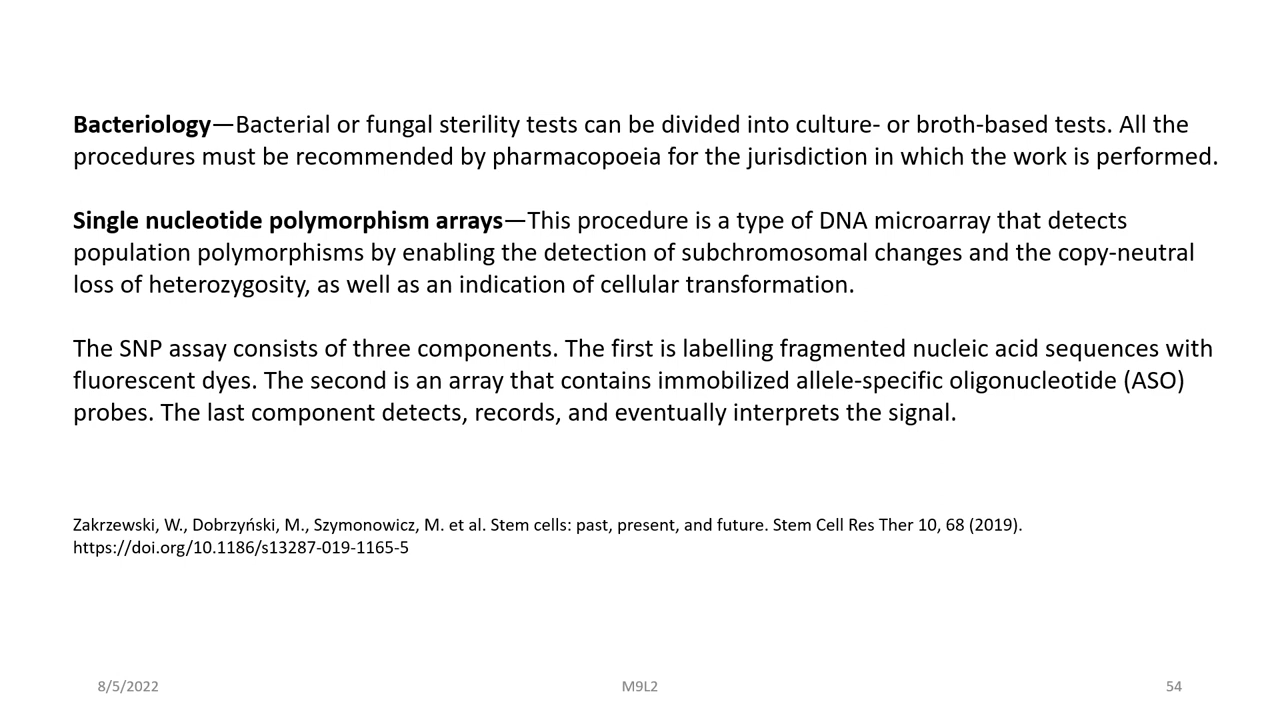 Bacteriology—Bacterial or fungal sterility tests can be divided into culture- or broth-based tests. All the
procedures must be recommended by pharmacopoeia for the jurisdiction in which the work is performed.
Single nucleotide polymorphism arrays—This procedure is a type of DNA microarray that detects
population polymorphisms by enabling the detection of subchromosomal changes and the copy-neutral
loss of heterozygosity, as well as an indication of cellular transformation.
The SNP assay consists of three components. The first is labelling fragmented nucleic acid sequences with
fluorescent dyes. The second is an array that contains immobilized allele-specific oligonucleotide (ASO)
probes. The last component detects, records, and eventually interprets the signal.
Zakrzewski, W., Dobrzyński, M., Szymonowicz, M. et al. Stem cells: past, present, and future. Stem Cell Res Ther 10, 68 (2019).
https://doi.org/10.1186/s13287-019-1165-5
8/5/2022 M9L2 54